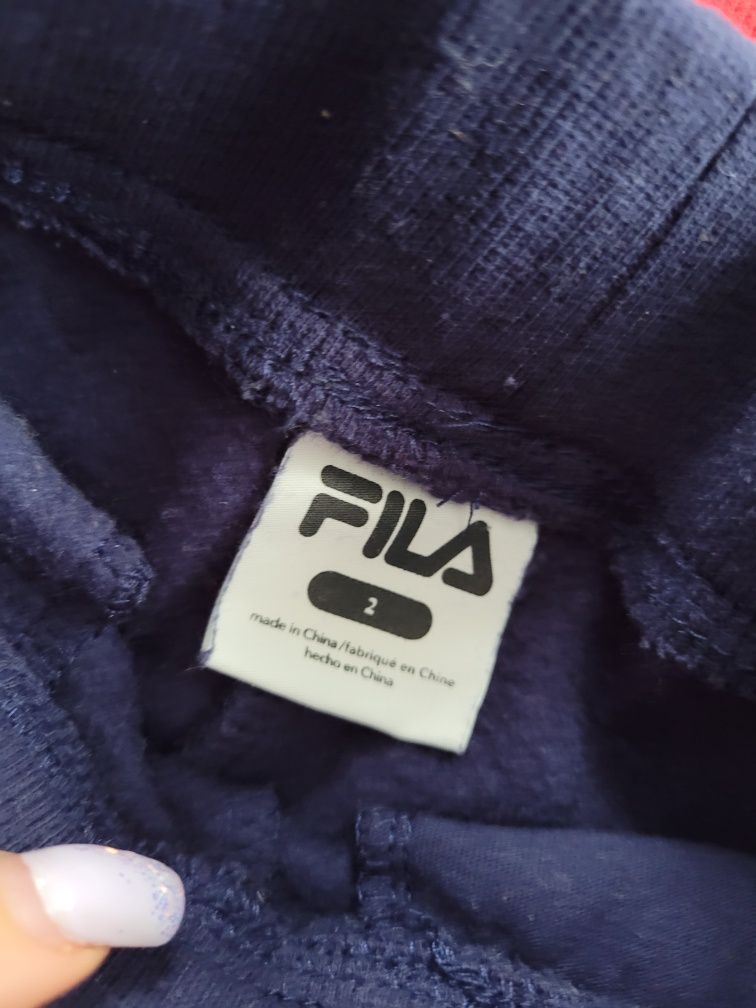 FILA
2
made in China/fabriqué en Chine
hecho en China